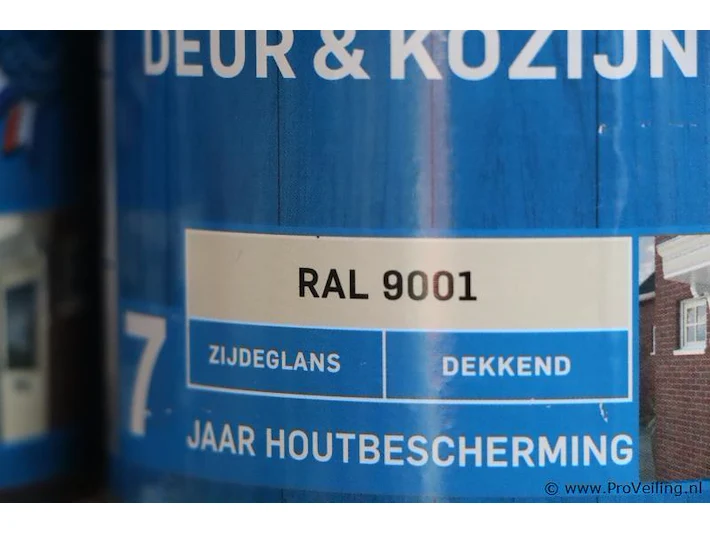 DEUR & KOZIJN
RAL 9001
ZIJDEGLANS DEKKEND
7
JAAR HOUTBESCHERMING
© www.ProVeiling.nl